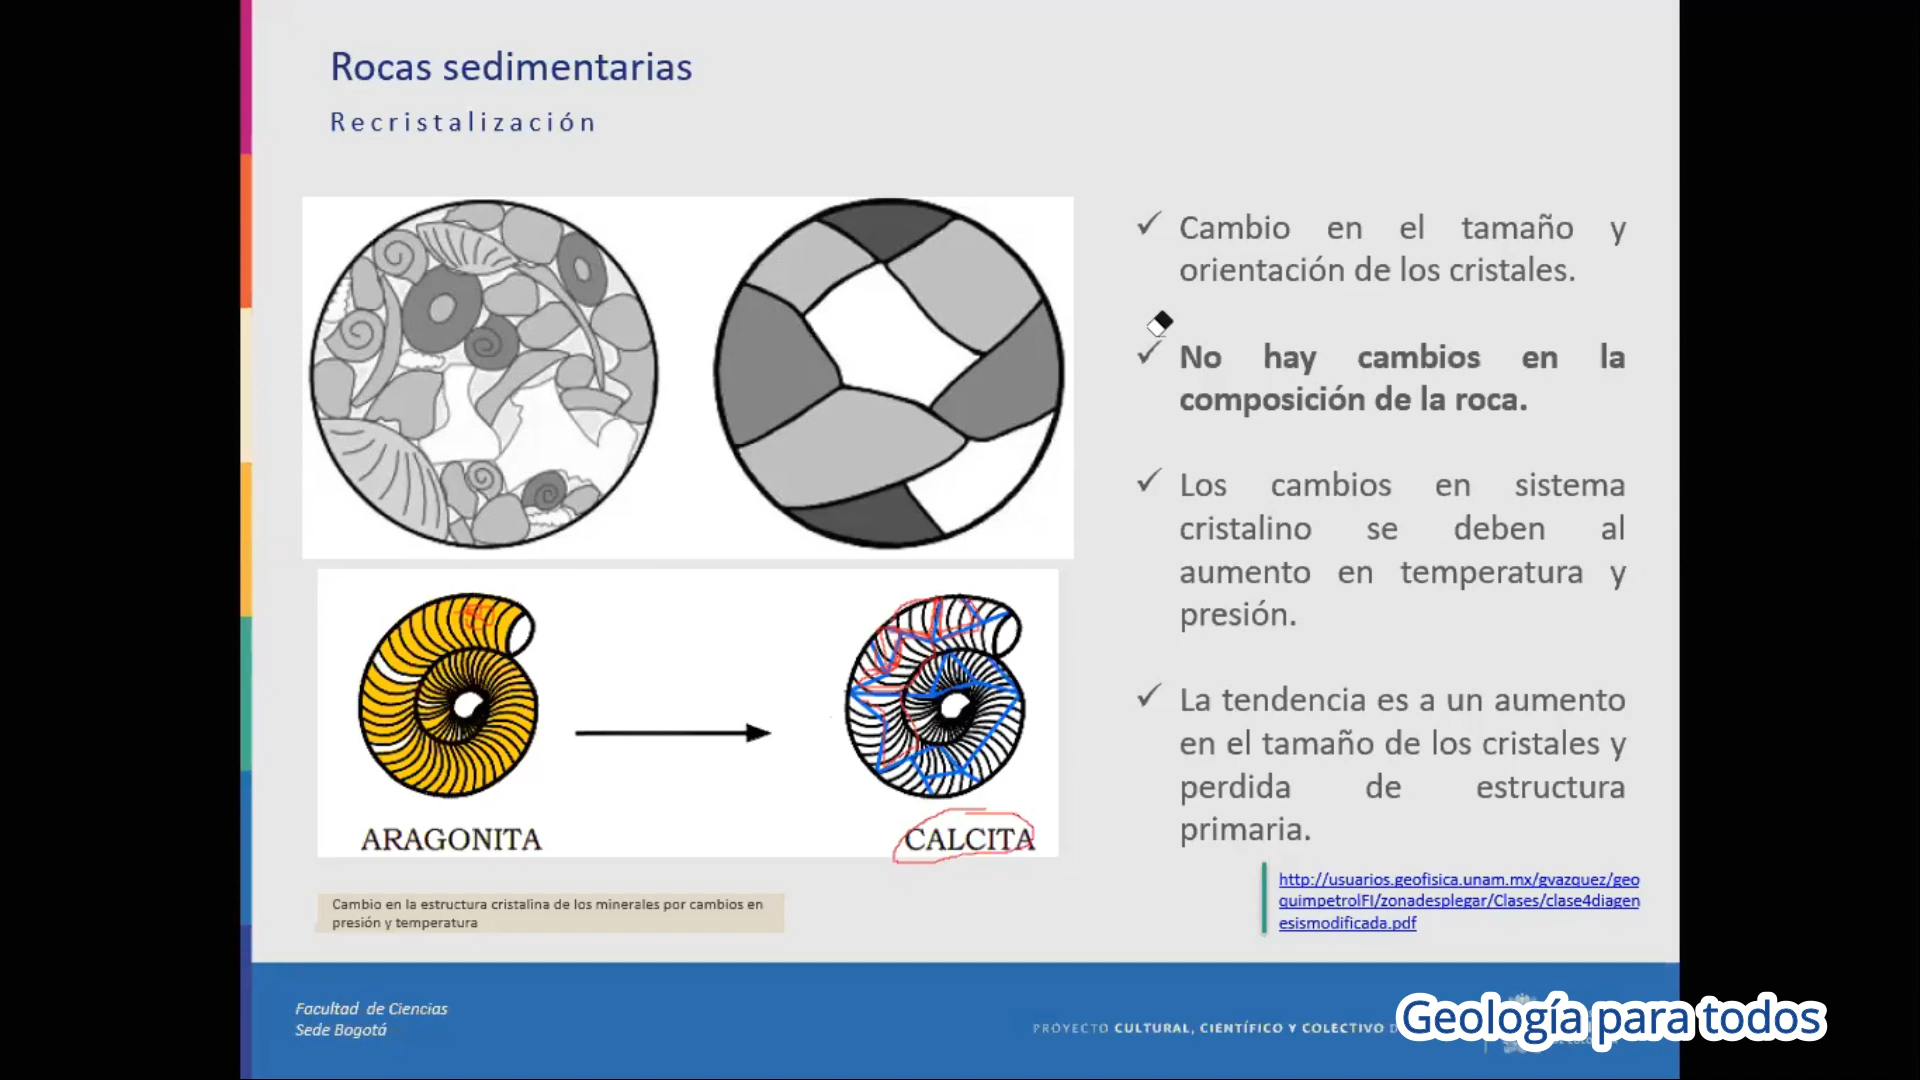 Rocas sedimentarias
Recristalización
Cambio en el tamaño y
orientación de los cristales.
No hay cambios en la
composición de la roca.
Los cambios en sistema
cristalino se deben al
aumento en temperatura y
presión.
La tendencia es a un aumento
en el tamaño de los cristales y
perdida de estructura
primaria.
ARAGONITA
CALCITA
Cambio en la estructura cristalina de los minerales por cambios en
presión y temperatura
http://usuarios.geofisica.unam.mx/gvazquez/geo
quimpetrolFI/zonadesplegar/Clases/clase4diagen
esismodificada.pdf
Facultad de Ciencias
Sede Bogotá
PROYECTO CULTURAL, CIENTÍFICO Y COLECTIVO
Geología para todos